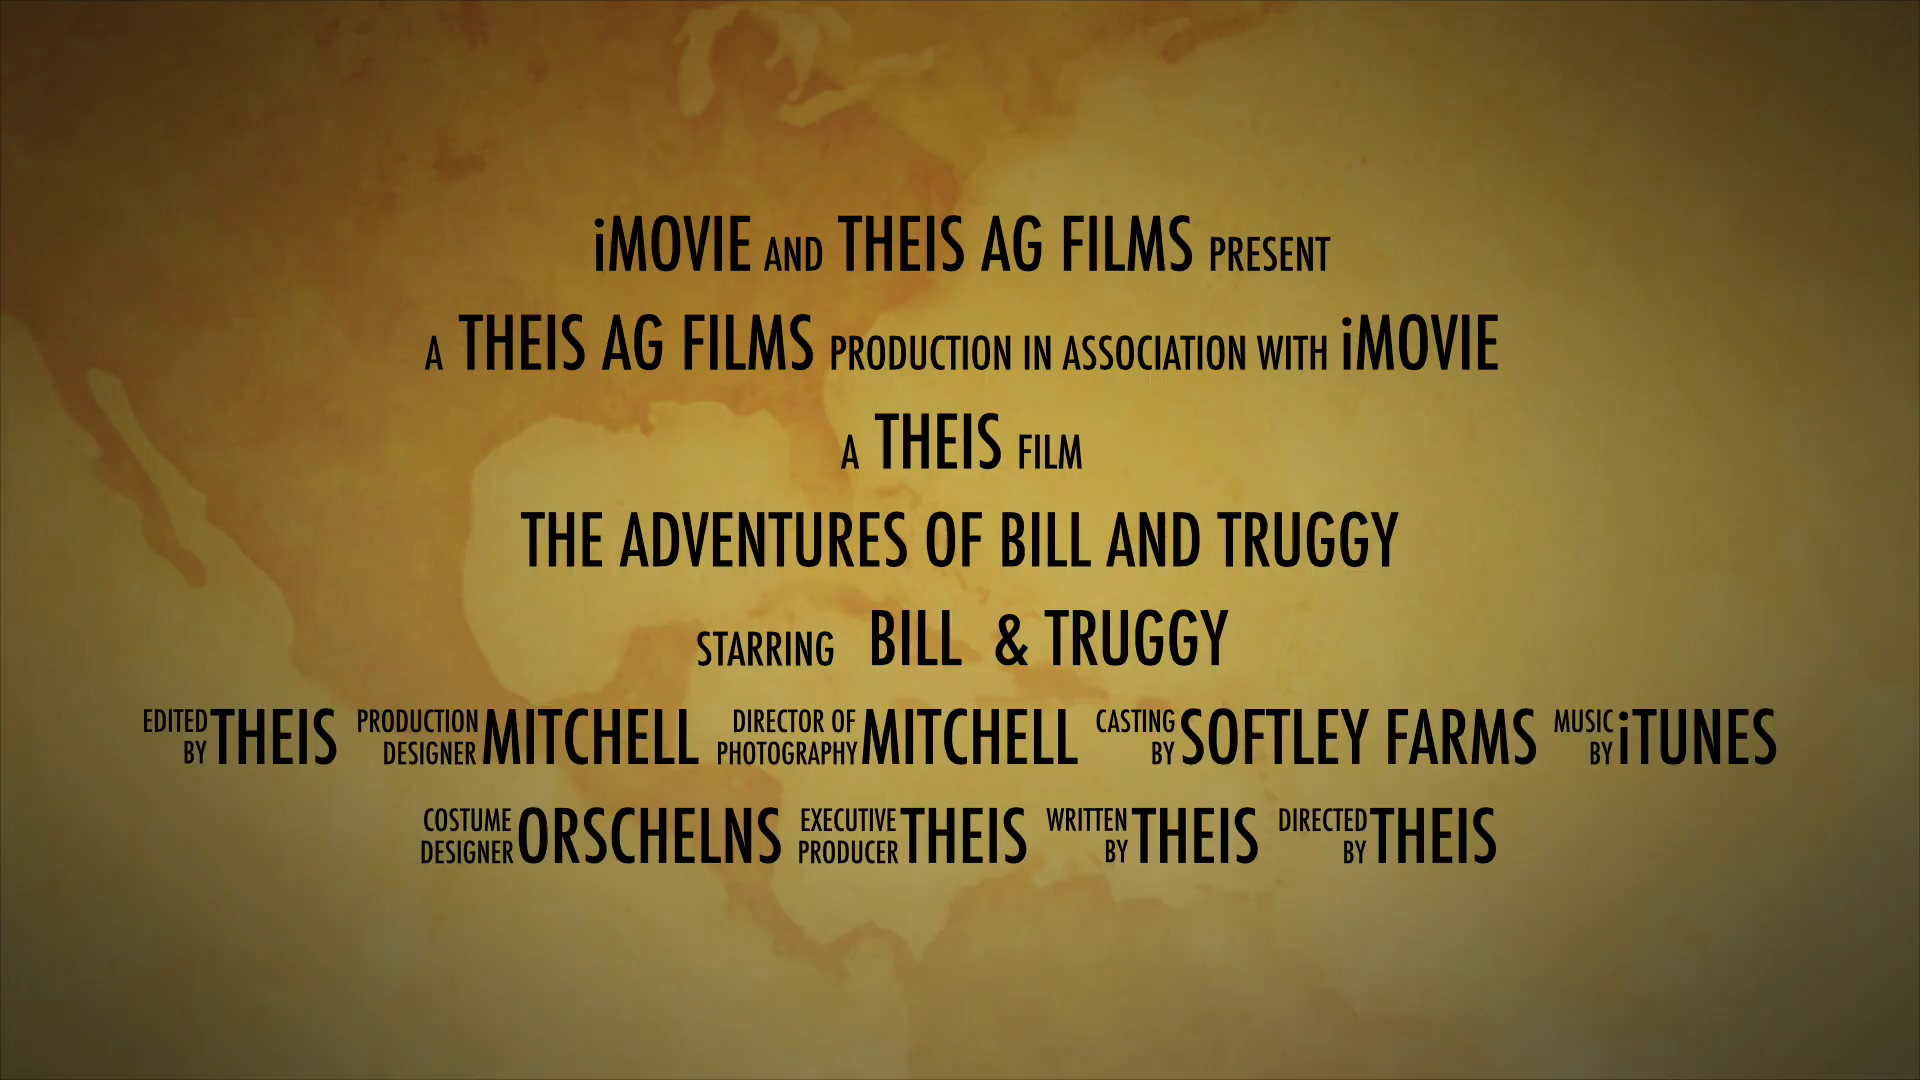 iMOVIE AND THEIS AG FILMS PRESENT
A THEIS AG FILMS PRODUCTION IN ASSOCIATION WITH iMOVIE
A THEIS FILM
THE ADVENTURES OF BILL AND TRUGGY
STARRING BILL & TRUGGY
EDITED BY THEIS PRODUCTION DESIGNER MITCHELL DIRECTOR OF PHOTOGRAPHY MITCHELL CASTING BY SOFTLEY FARMS MUSIC BY iTUNES
COSTUME DESIGNER ORSCHELNS EXECUTIVE PRODUCER THEIS WRITTEN BY THEIS DIRECTED BY THEIS